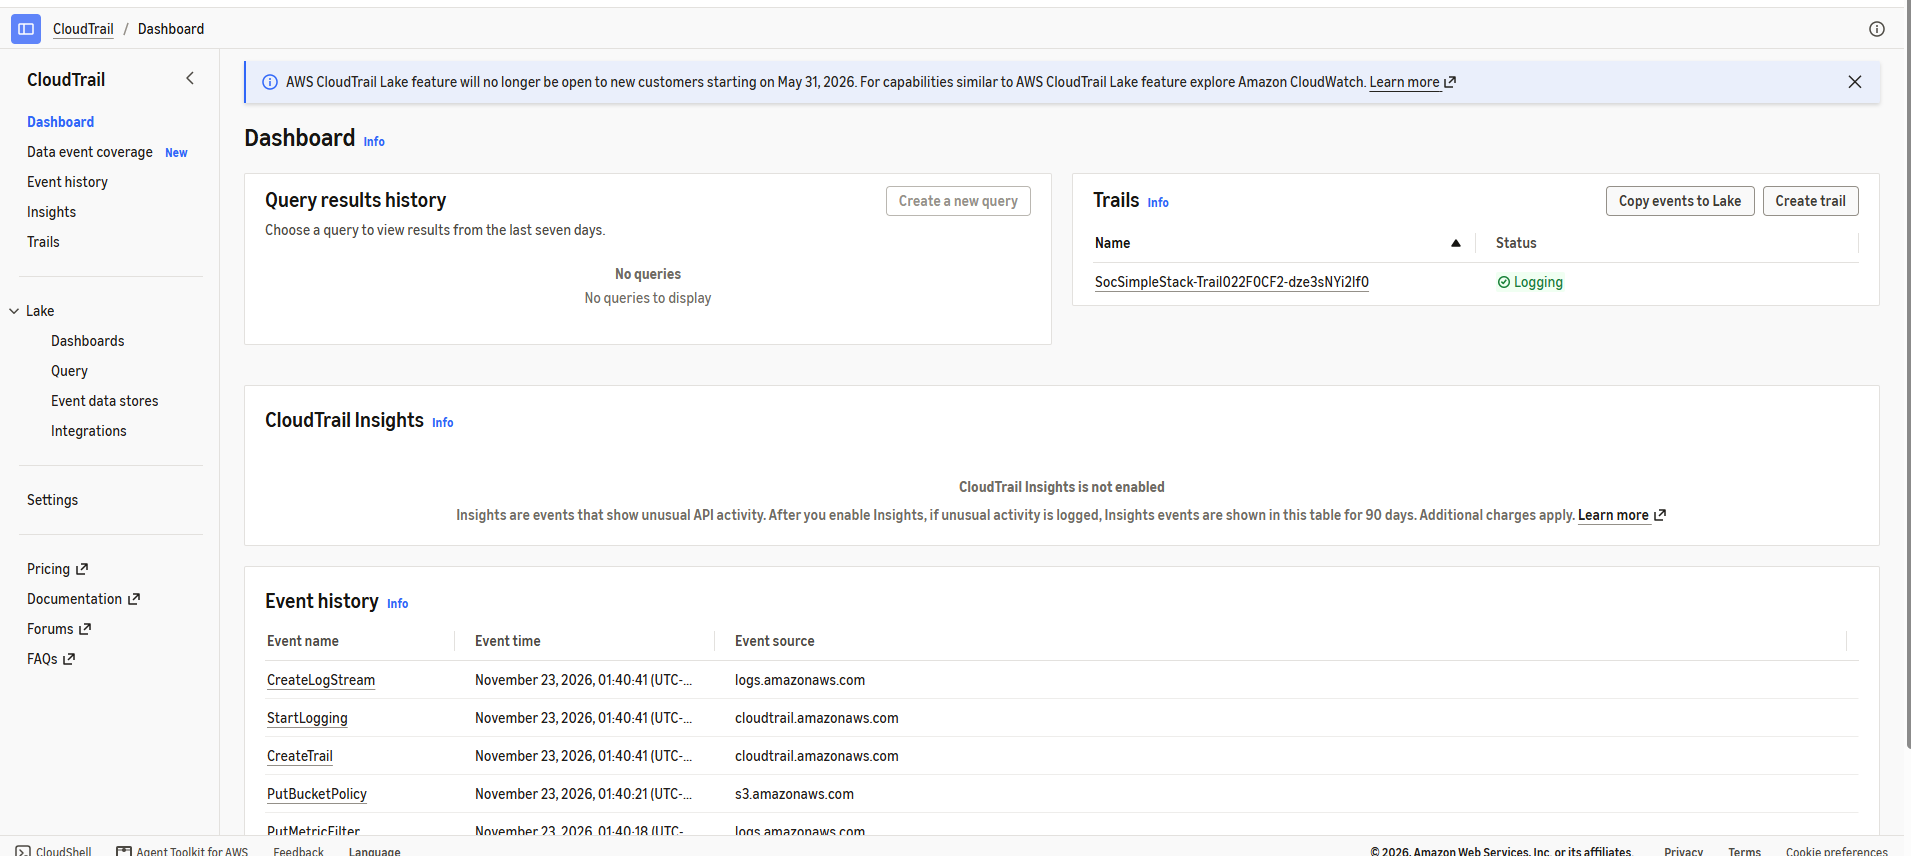 CloudTrail / Dashboard
CloudTrail
Dashboard
Data event coverage New
Event history
Insights
Trails
Lake
Dashboards
Query
Event data stores
Integrations
Settings
Pricing
Documentation
Forums
FAQs
AWS CloudTrail Lake feature will no longer be open to new customers starting on May 31, 2026. For capabilities similar to AWS CloudTrail Lake feature explore Amazon CloudWatch. Learn more
Dashboard Info
Query results history Create a new query
Choose a query to view results from the last seven days.
No queries
No queries to display
Trails Info Copy events to Lake Create trail
Name Status
SocSimpleStack-Trail022F0CF2-dze3sNYi2If0 Logging
CloudTrail Insights Info
CloudTrail Insights is not enabled
Insights are events that show unusual API activity. After you enable Insights, if unusual activity is logged, Insights events are shown in this table for 90 days. Additional charges apply. Learn more
Event history Info
Event name Event time Event source
CreateLogStream November 23, 2026, 01:40:41 (UTC-... logs.amazonaws.com
StartLogging November 23, 2026, 01:40:41 (UTC-... cloudtrail.amazonaws.com
CreateTrail November 23, 2026, 01:40:41 (UTC-... cloudtrail.amazonaws.com
PutBucketPolicy November 23, 2026, 01:40:21 (UTC-... s3.amazonaws.com
PutMetricFilter November 23, 2026, 01:40:18 (UTC- logs.amazonaws.com
CloudShell Agent Toolkit for AWS Feedback Language © 2026, Amazon Web Services, Inc. or its affiliates. Privacy Terms Cookie preferences